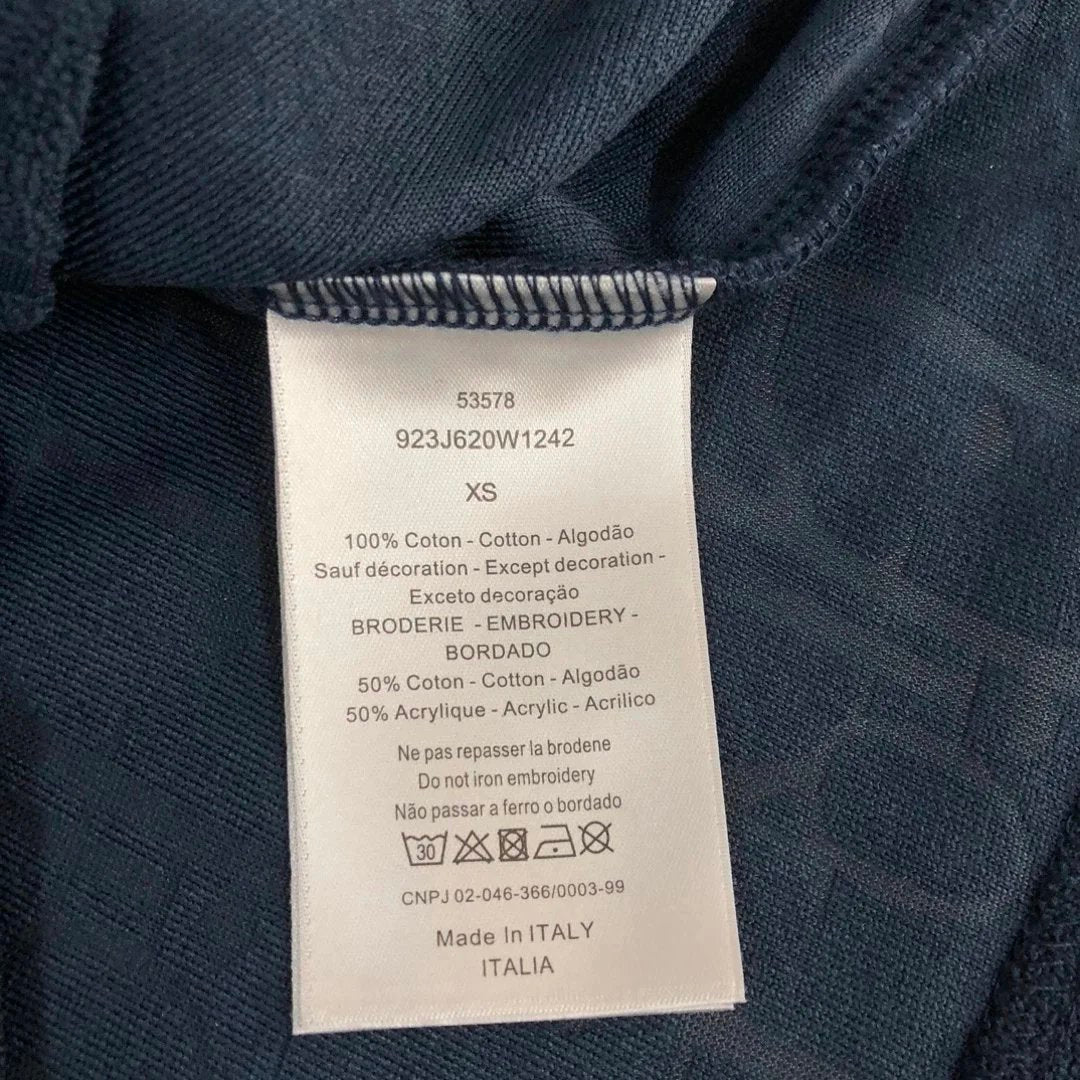 53578
923J620W1242
XS
100% Coton - Cotton - Algodão
Sauf décoration - Except decoration -
Exceto decoração
BRODERIE - EMBROIDERY -
BORDADO
50% Coton - Cotton - Algodão
50% Acrylique - Acrylic - Acrilico
Ne pas repasser la brodene
Do not iron embroidery
Não passar a ferro o bordado
30
CNPJ 02-046-366/0003-99
Made In ITALY
ITALIA